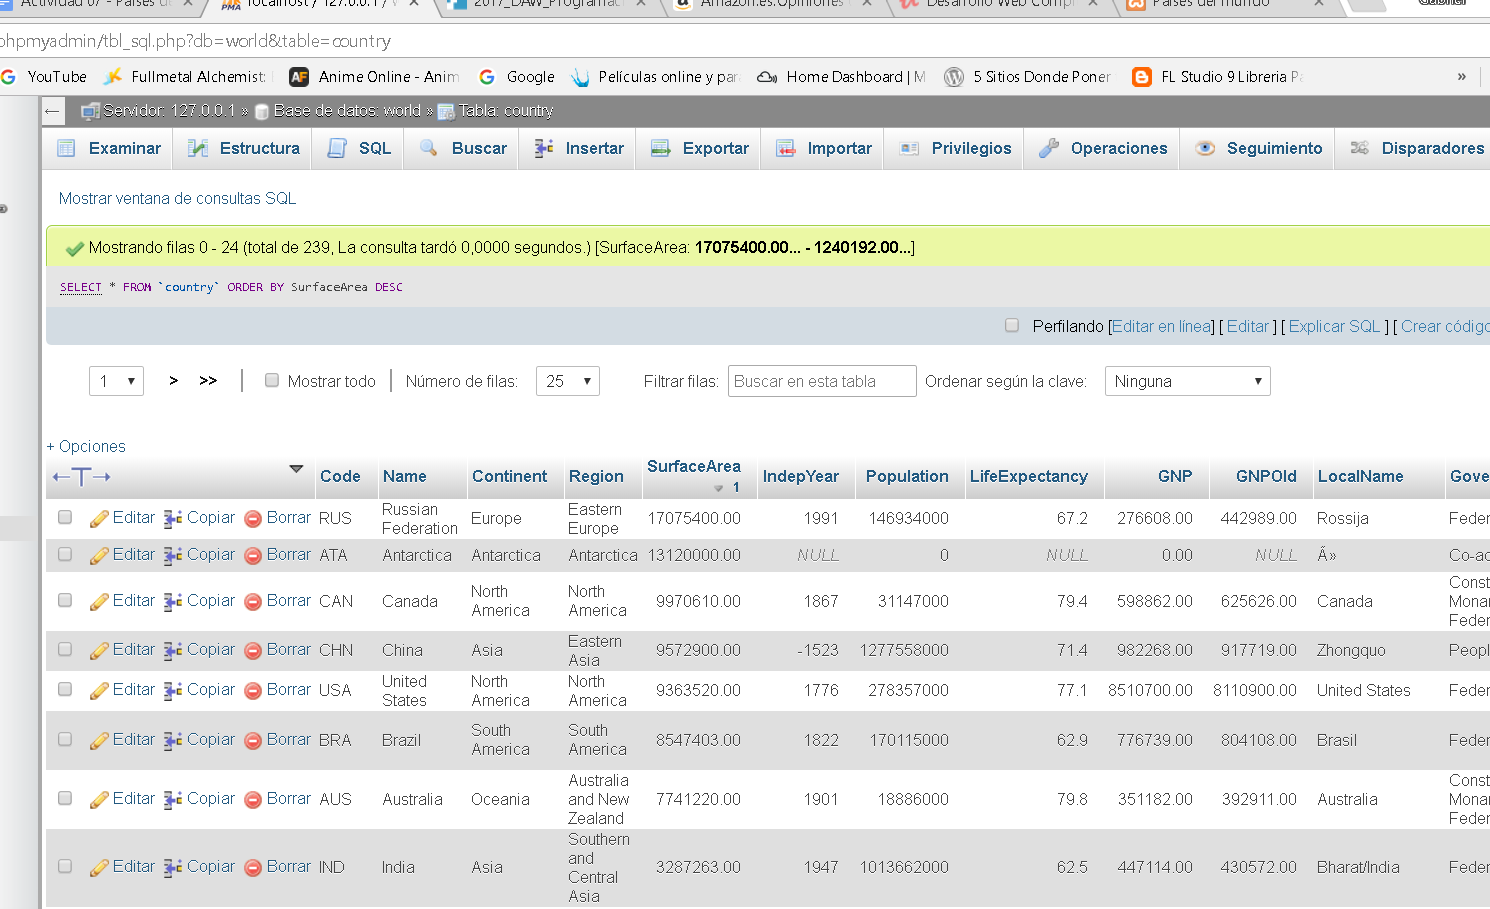 Actividad 07 - Países d localhost / 127.0.0.1 / w 2017_DAW_Programac Amazon.es:Opiniones Desarrollo Web Compl Países del mundo Gabriel
phpmyadmin/tbl_sql.php?db=world&table=country
YouTube Fullmetal Alchemist: AF Anime Online - Anim Google Películas online y par Home Dashboard | M 5 Sitios Donde Poner FL Studio 9 Libreria Pa »
← Servidor: 127.0.0.1 » Base de datos: world » Tabla: country
Examinar Estructura SQL Buscar Insertar Exportar Importar Privilegios Operaciones Seguimiento Disparadores
Mostrar ventana de consultas SQL
Mostrando filas 0 - 24 (total de 239, La consulta tardó 0,0000 segundos.) [SurfaceArea: 17075400.00... - 1240192.00...]
SELECT * FROM `country` ORDER BY SurfaceArea DESC
Perfilando [Editar en línea] [ Editar ] [ Explicar SQL ] [ Crear código
1 > >> | Mostrar todo | Número de filas: 25 Filtrar filas: Buscar en esta tabla Ordenar según la clave: Ninguna
+ Opciones
←T→ Code Name Continent Region SurfaceArea 1 IndepYear Population LifeExpectancy GNP GNPOld LocalName Gove
Editar Copiar Borrar RUS Russian Federation Europe Eastern Europe 17075400.00 1991 146934000 67.2 276608.00 442989.00 Rossija Feder
Editar Copiar Borrar ATA Antarctica Antarctica Antarctica 13120000.00 NULL 0 NULL 0.00 NULL Â» Co-ad
Editar Copiar Borrar CAN Canada North America North America 9970610.00 1867 31147000 79.4 598862.00 625626.00 Canada Const Monar Feder
Editar Copiar Borrar CHN China Asia Eastern Asia 9572900.00 -1523 1277558000 71.4 982268.00 917719.00 Zhongquo Peopl
Editar Copiar Borrar USA United States North America North America 9363520.00 1776 278357000 77.1 8510700.00 8110900.00 United States Feder
Editar Copiar Borrar BRA Brazil South America South America 8547403.00 1822 170115000 62.9 776739.00 804108.00 Brasil Feder
Editar Copiar Borrar AUS Australia Oceania Australia and New Zealand 7741220.00 1901 18886000 79.8 351182.00 392911.00 Australia Const Monar Feder
Editar Copiar Borrar IND India Asia Southern and Central Asia 3287263.00 1947 1013662000 62.5 447114.00 430572.00 Bharat/India Feder